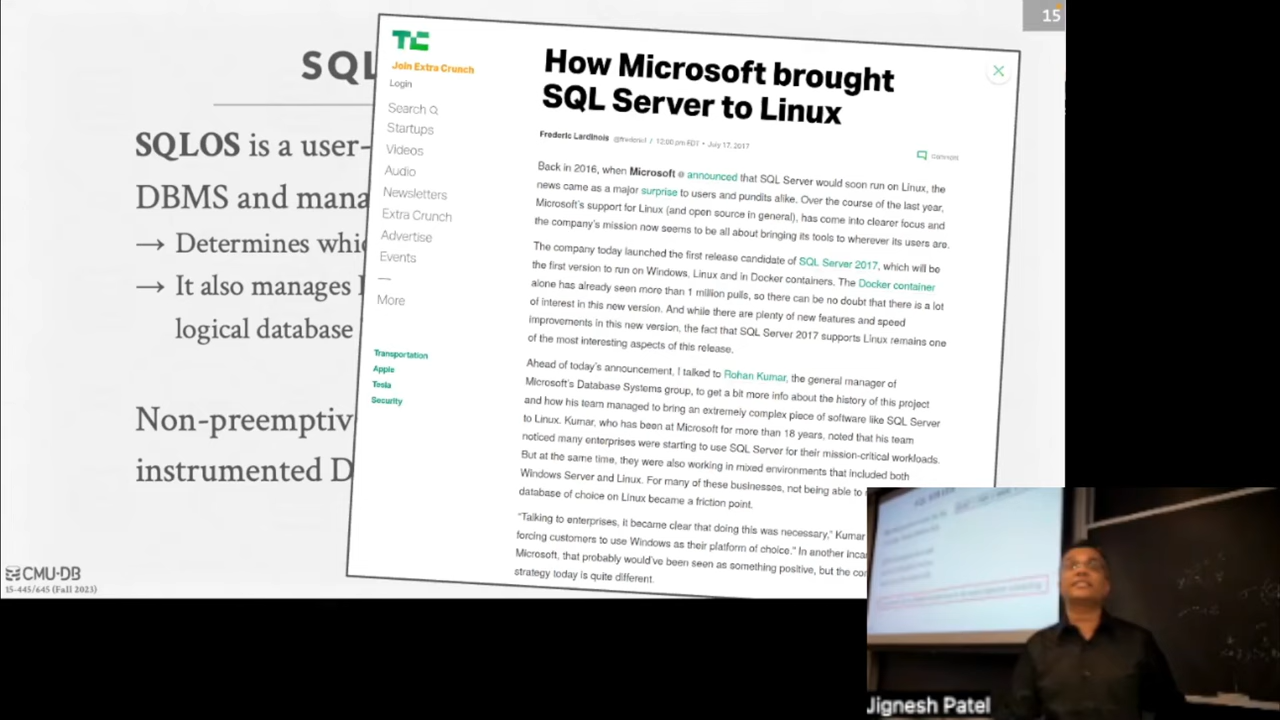 15
SQL
SQLOS is a user-
DBMS and mana
→ Determines whic
→ It also manages
logical database
Non-preemptiv
instrumented D
CMU·DB
15-445/645 (Fall 2023)
TC
Join Extra Crunch
Login
Search
Startups
Videos
Audio
Newsletters
Extra Crunch
Advertise
Events
—
More
Transportation
Apple
Tesla
Security
How Microsoft brought
SQL Server to Linux
Frederic Lardinois @fredericl / 12:00 pm PDT • July 17, 2017
Comment
Back in 2016, when Microsoft announced that SQL Server would soon run on Linux, the
news came as a major surprise to users and pundits alike. Over the course of the last year,
Microsoft's support for Linux (and open source in general), has come into clearer focus and
the company's mission now seems to be all about bringing its tools to wherever its users are.
The company today launched the first release candidate of SQL Server 2017, which will be
the first version to run on Windows, Linux and in Docker containers. The Docker container
alone has already seen more than 1 million pulls, so there can be no doubt that there is a lot
of interest in this new version. And while there are plenty of new features and speed
improvements in this new version, the fact that SQL Server 2017 supports Linux remains one
of the most interesting aspects of this release.
Ahead of today's announcement, I talked to Rohan Kumar, the general manager of
Microsoft's Database Systems group, to get a bit more info about the history of this project
and how his team managed to bring an extremely complex piece of software like SQL Server
to Linux. Kumar, who has been at Microsoft for more than 18 years, noted that his team
noticed many enterprises were starting to use SQL Server for their mission-critical workloads.
But at the same time, they were also working in mixed environments that included both
Windows Server and Linux. For many of these businesses, not being able to
database of choice on Linux became a friction point.
"Talking to enterprises, it became clear that doing this was necessary," Kumar
forcing customers to use Windows as their platform of choice." In another incar
Microsoft, that probably would've been seen as something positive, but the co
strategy today is quite different.
Jignesh Patel